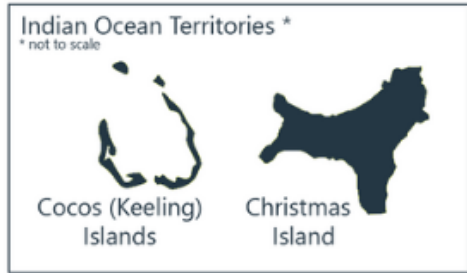 Indian Ocean Territories *
* not to scale
Cocos (Keeling)
Islands
Christmas
Island